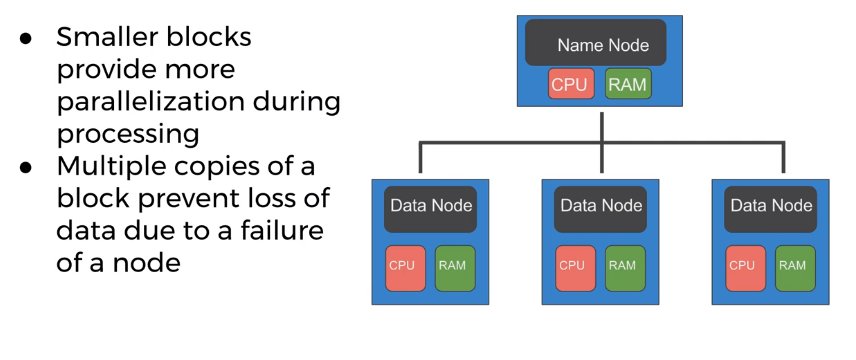 ● Smaller blocks
provide more
parallelization during
processing
● Multiple copies of a
block prevent loss of
data due to a failure
of a node
Name Node
CPU RAM
Data Node
CPU RAM
Data Node
CPU RAM
Data Node
CPU RAM